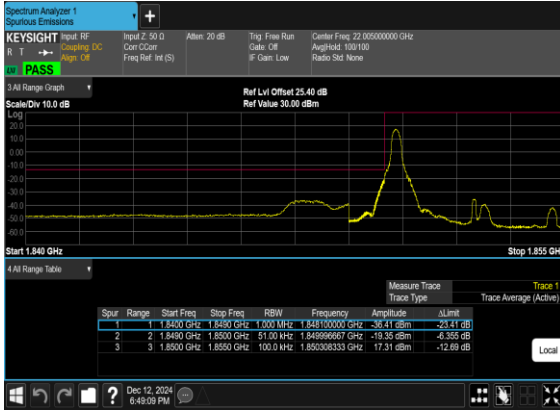 Spectrum Analyzer 1
Spurious Emissions
+
KEYSIGHT Input: RF Input Z: 50 Ω Atten: 20 dB Trig: Free Run Center Freq: 22.005000000 GHz
R T Coupling: DC Corr CCorr Gate: Off Avg|Hold: 100/100
Align: Off Freq Ref: Int (S) IF Gain: Low Radio Std: None
PASS
3 All Range Graph
Ref Lvl Offset 25.40 dB
Scale/Div 10.0 dB Ref Value 30.00 dBm
Log
20.0
10.0
0.00
-10.0
-20.0
-30.0
-40.0
-50.0
-60.0
Start 1.840 GHz Stop 1.855 GH
4 All Range Table
Measure Trace Trace 1
Trace Type Trace Average (Active)
Spur Range Start Freq Stop Freq RBW Frequency Amplitude ΔLimit
1 1 1.8400 GHz 1.8490 GHz 1.000 MHz 1.848100000 GHz -36.41 dBm -23.41 dB
2 2 1.8490 GHz 1.8500 GHz 51.00 kHz 1.849996667 GHz -19.35 dBm -6.355 dB
3 3 1.8500 GHz 1.8550 GHz 100.0 kHz 1.850308333 GHz 17.31 dBm -12.69 dB
Local
? Dec 12, 2024
6:49:09 PM